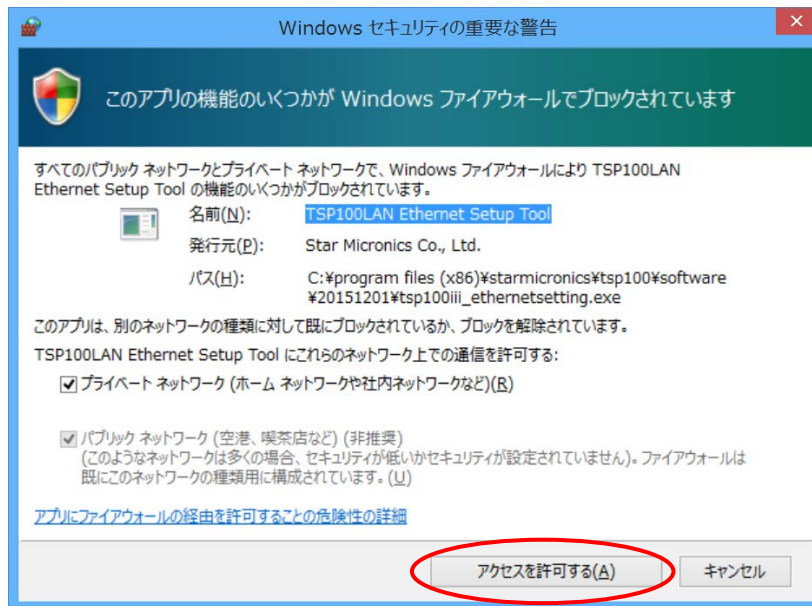 Windows セキュリティの重要な警告
このアプリの機能のいくつかが Windows ファイアウォールでブロックされています
すべてのパブリック ネットワークとプライベート ネットワークで、Windows ファイアウォールにより TSP100LAN
Ethernet Setup Tool の機能のいくつかがブロックされています。
名前(N): TSP100LAN Ethernet Setup Tool
発行元(P): Star Micronics Co., Ltd.
パス(H): C:¥program files (x86)¥starmicronics¥tsp100¥software
¥20151201¥tsp100iii_ethernetsetting.exe
このアプリは、別のネットワークの種類に対して既にブロックされているか、ブロックを解除されています。
TSP100LAN Ethernet Setup Tool にこれらのネットワーク上での通信を許可する:
プライベート ネットワーク (ホーム ネットワークや社内ネットワークなど)(R)
パブリック ネットワーク (空港、喫茶店など) (非推奨)
(このようなネットワークは多くの場合、セキュリティが低いかセキュリティが設定されていません)。ファイアウォールは
既にこのネットワークの種類用に構成されています。(U)
アプリにファイアウォールの経由を許可することの危険性の詳細
アクセスを許可する(A) キャンセル